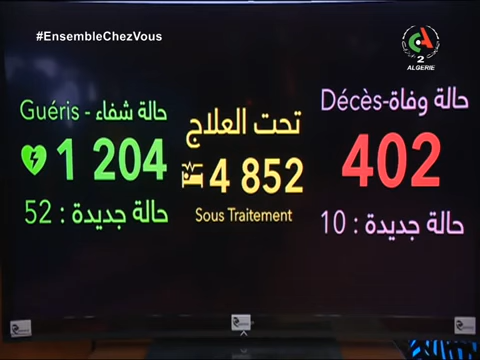 #EnsembleChezVous
2
ALGERIE
Guéris - حالة شفاء
1 204
حالة جديدة : 52
تحت العلاج
4 852
Sous Traitement
Décès-حالة وفاة
402
حالة جديدة : 10